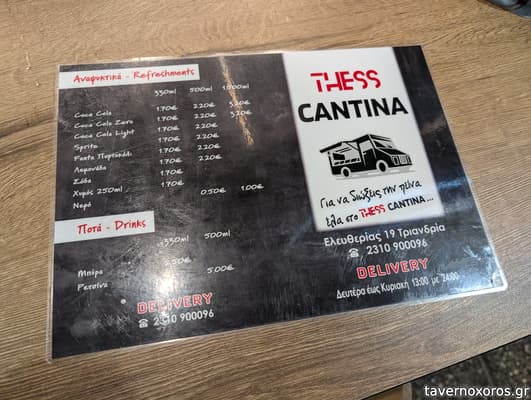 Αναψυκτικά - Refreshments
330ml 500ml 1.000ml
Coca Cola 1.70€ 2.20€ 3.20€
Coca Cola Zero 1.70€ 2.20€ 3.20€
Coca Cola Light 1.70€ 2.20€
Sprite 1.70€ 2.20€
Fanta Πορτοκάλι 1.70€ 2.20€
Λεμονάδα 1.70€
Σόδα 1.70€
Χυμός 250ml
Νερό 0.50€ 1.00€
Ποτά - Drinks
330ml 500ml
Μπύρα 2.50€
Ρετσίνα 5.00€
DELIVERY
2310 900096
THESS
CANTINA
Για να διώξεις την πείνα
έλα στο THESS CANTINA...
Ελευθερίας 19 Τριανδρία
2310 900096
DELIVERY
Δευτέρα έως Κυριακή 13:00 με 24:00
tavernoxoros.gr